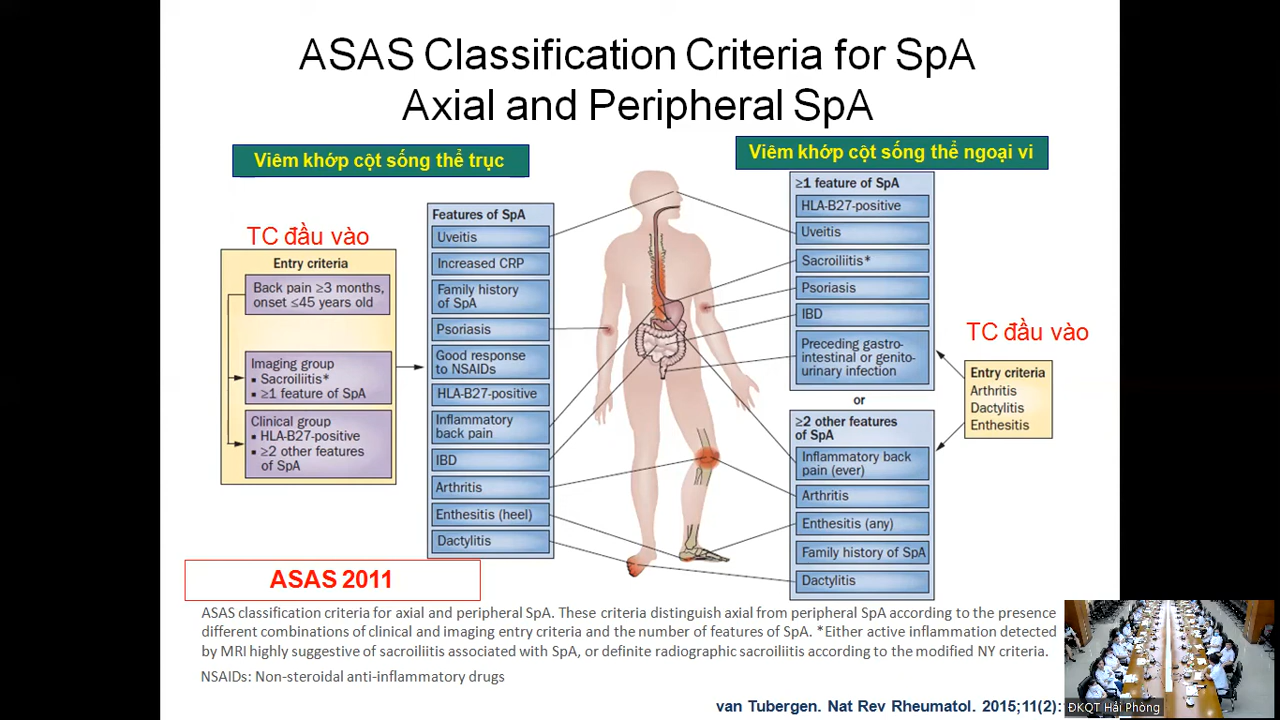 ASAS Classification Criteria for SpA
Axial and Peripheral SpA
Viêm khớp cột sống thể trục
TC đầu vào
Entry criteria
Back pain ≥3 months,
onset ≤45 years old
Imaging group
▪ Sacroiliitis*
▪ ≥1 feature of SpA
Clinical group
▪ HLA-B27-positive
▪ ≥2 other features
of SpA
Features of SpA
Uveitis
Increased CRP
Family history
of SpA
Psoriasis
Good response
to NSAIDs
HLA-B27-positive
Inflammatory
back pain
IBD
Arthritis
Enthesitis (heel)
Dactylitis
Viêm khớp cột sống thể ngoại vi
≥1 feature of SpA
HLA-B27-positive
Uveitis
Sacroiliitis*
Psoriasis
IBD
Preceding gastro-
intestinal or genito-
urinary infection
or
≥2 other features
of SpA
Inflammatory back
pain (ever)
Arthritis
Enthesitis (any)
Family history of SpA
Dactylitis
TC đầu vào
Entry criteria
Arthritis
Dactylitis
Enthesitis
ASAS 2011
ASAS classification criteria for axial and peripheral SpA. These criteria distinguish axial from peripheral SpA according to the presence
different combinations of clinical and imaging entry criteria and the number of features of SpA. *Either active inflammation detected
by MRI highly suggestive of sacroiliitis associated with SpA, or definite radiographic sacroiliitis according to the modified NY criteria.
NSAIDs: Non-steroidal anti-inflammatory drugs
van Tubergen. Nat Rev Rheumatol. 2015;11(2):
ĐKQT Hải Phòng